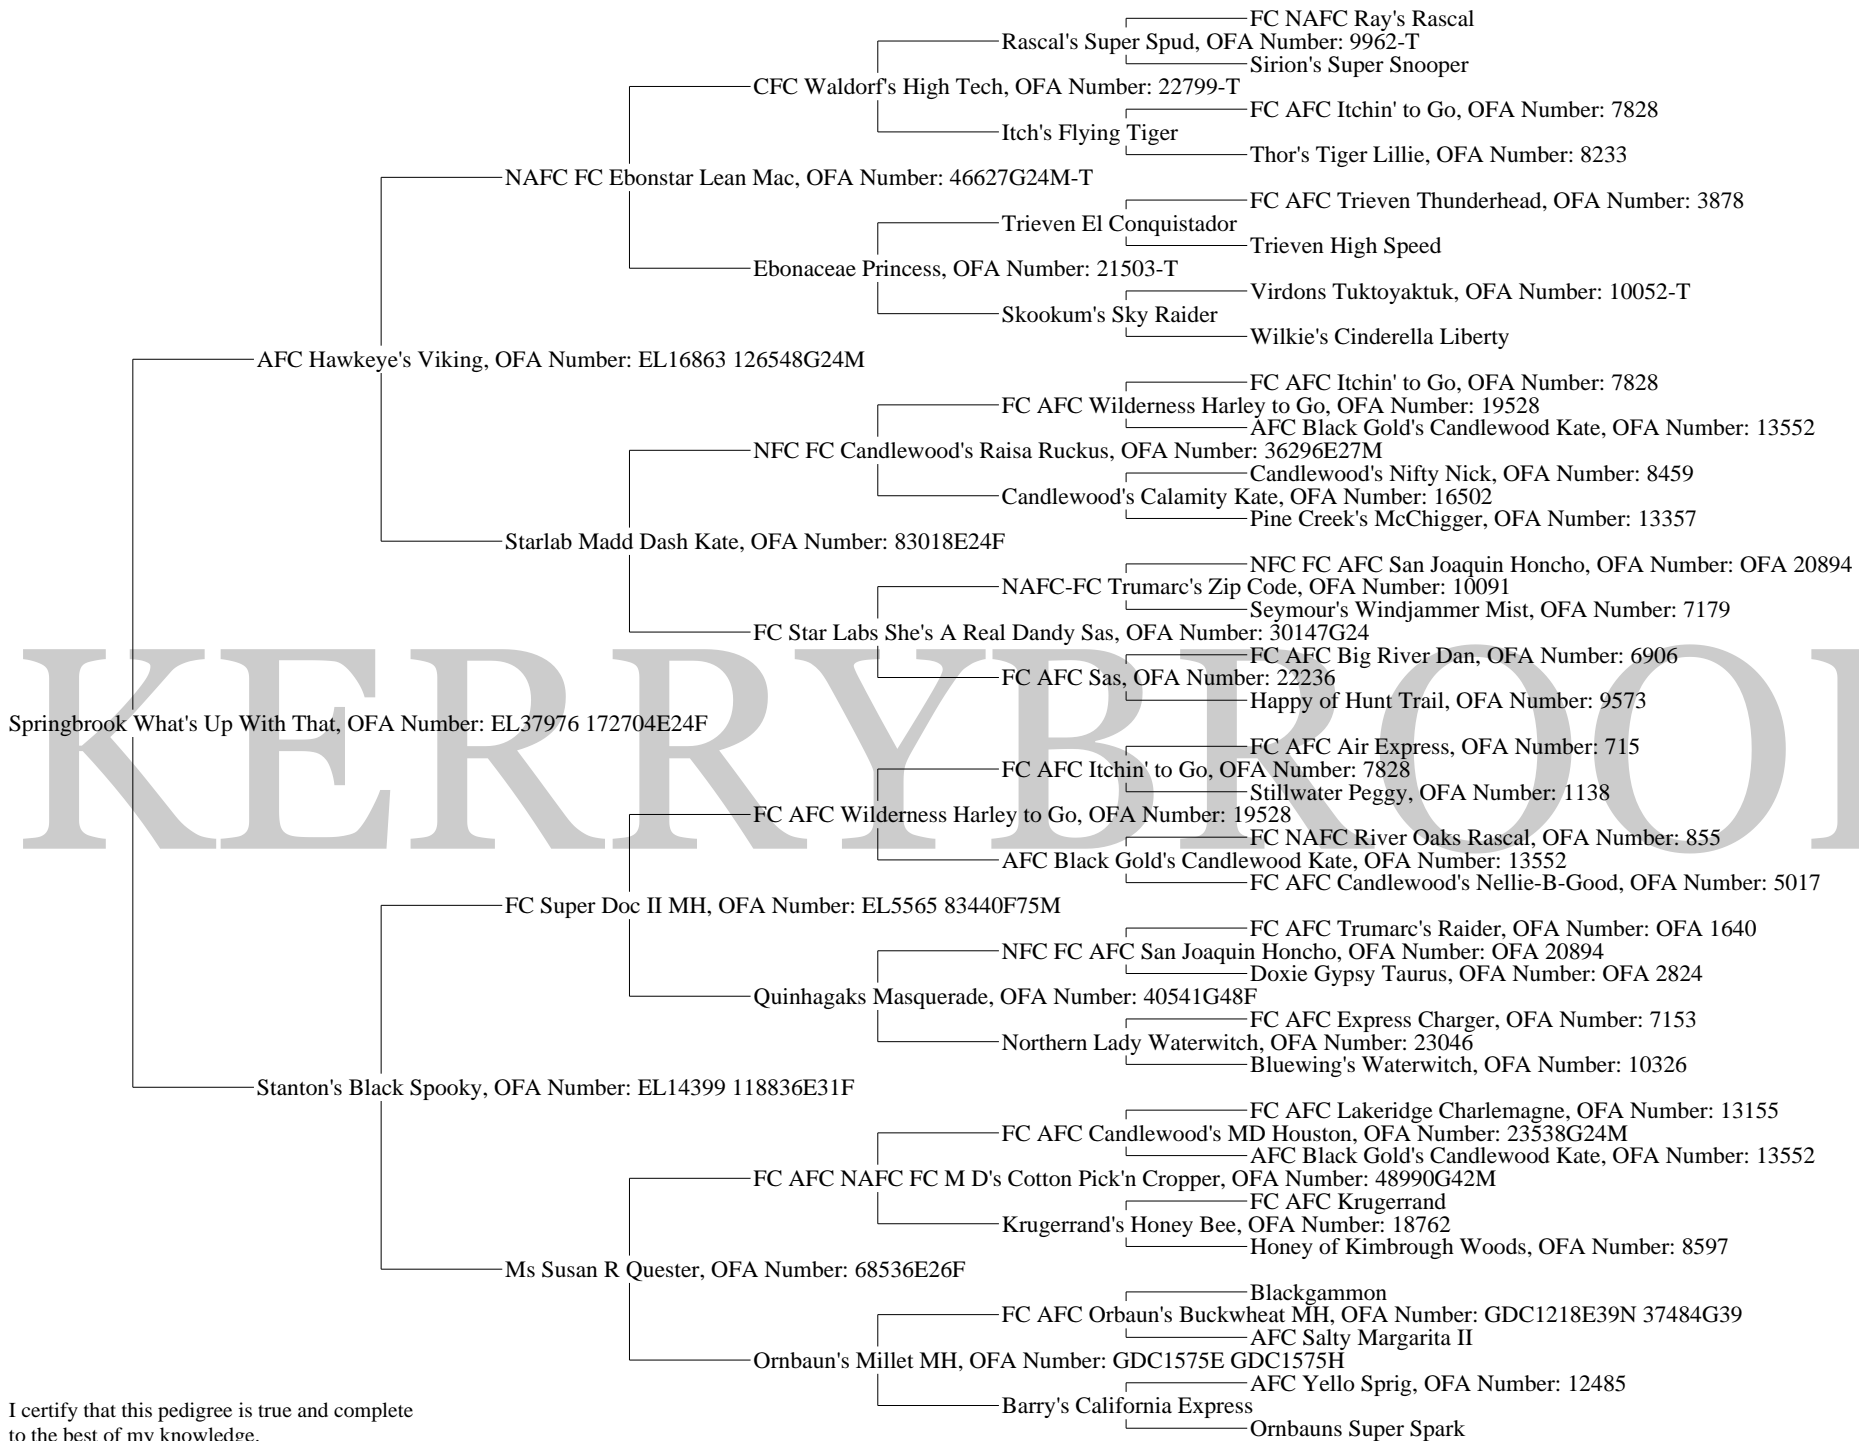 FC NAFC Ray's Rascal
Rascal's Super Spud, OFA Number: 9962-T
Sirion's Super Snooper
CFC Waldorf's High Tech, OFA Number: 22799-T
FC AFC Itchin' to Go, OFA Number: 7828
Itch's Flying Tiger
Thor's Tiger Lillie, OFA Number: 8233
NAFC FC Ebonstar Lean Mac, OFA Number: 46627G24M-T
FC AFC Trieven Thunderhead, OFA Number: 3878
Trieven El Conquistador
Trieven High Speed
Ebonaceae Princess, OFA Number: 21503-T
Virdons Tuktoyaktuk, OFA Number: 10052-T
Skookum's Sky Raider
Wilkie's Cinderella Liberty
AFC Hawkeye's Viking, OFA Number: EL16863 126548G24M
FC AFC Itchin' to Go, OFA Number: 7828
FC AFC Wilderness Harley to Go, OFA Number: 19528
AFC Black Gold's Candlewood Kate, OFA Number: 13552
NFC FC Candlewood's Raisa Ruckus, OFA Number: 36296E27M
Candlewood's Nifty Nick, OFA Number: 8459
Candlewood's Calamity Kate, OFA Number: 16502
Pine Creek's McChigger, OFA Number: 13357
Starlab Madd Dash Kate, OFA Number: 83018E24F
NFC FC AFC San Joaquin Honcho, OFA Number: OFA 20894
NAFC-FC Trumarc's Zip Code, OFA Number: 10091
Seymour's Windjammer Mist, OFA Number: 7179
FC Star Labs She's A Real Dandy Sas, OFA Number: 30147G24
FC AFC Big River Dan, OFA Number: 6906
FC AFC Sas, OFA Number: 22236
Happy of Hunt Trail, OFA Number: 9573
Springbrook What's Up With That, OFA Number: EL37976 172704E24F
KERRYBROO
FC AFC Air Express, OFA Number: 715
FC AFC Itchin' to Go, OFA Number: 7828
Stillwater Peggy, OFA Number: 1138
FC AFC Wilderness Harley to Go, OFA Number: 19528
FC NAFC River Oaks Rascal, OFA Number: 855
AFC Black Gold's Candlewood Kate, OFA Number: 13552
FC AFC Candlewood's Nellie-B-Good, OFA Number: 5017
FC Super Doc II MH, OFA Number: EL5565 83440F75M
FC AFC Trumarc's Raider, OFA Number: OFA 1640
NFC FC AFC San Joaquin Honcho, OFA Number: OFA 20894
Doxie Gypsy Taurus, OFA Number: OFA 2824
Quinhagaks Masquerade, OFA Number: 40541G48F
FC AFC Express Charger, OFA Number: 7153
Northern Lady Waterwitch, OFA Number: 23046
Bluewing's Waterwitch, OFA Number: 10326
Stanton's Black Spooky, OFA Number: EL14399 118836E31F
FC AFC Lakeridge Charlemagne, OFA Number: 13155
FC AFC Candlewood's MD Houston, OFA Number: 23538G24M
AFC Black Gold's Candlewood Kate, OFA Number: 13552
FC AFC NAFC FC M D's Cotton Pick'n Cropper, OFA Number: 48990G42M
FC AFC Krugerrand
Krugerrand's Honey Bee, OFA Number: 18762
Honey of Kimbrough Woods, OFA Number: 8597
Ms Susan R Quester, OFA Number: 68536E26F
Blackgammon
FC AFC Orbaun's Buckwheat MH, OFA Number: GDC1218E39N 37484G39
AFC Salty Margarita II
Ornbaun's Millet MH, OFA Number: GDC1575E GDC1575H
AFC Yello Sprig, OFA Number: 12485
Barry's California Express
Ornbauns Super Spark
I certify that this pedigree is true and complete
to the best of my knowledge.